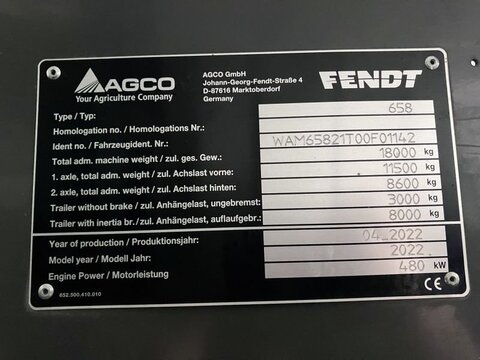 AGCO
Your Agriculture Company
AGCO GmbH
Johann-Georg-Fendt-Straße 4
D-87616 Marktoberdorf
Germany
FENDT
Type / Typ: 658
Homologation no. / Homologations Nr.:
Ident no. / Fahrzeugident. Nr.: WAM65821T00F01142
Total adm. machine weight / zul. ges. Gew.: 18000 kg
1. axle, total adm. weight / zul. Achslast vorne: 11500 kg
2. axle, total adm. weight / zul. Achslast hinten: 8600 kg
Trailer without brake / zul. Anhängelast, ungebremst: 3000 kg
Trailer with inertia br. / zul. Anhängelast, auflaufgebr.: 8000 kg
Year of production / Produktionsjahr: 04_2022
Model year / Modell Jahr: 2022
Engine Power / Motorleistung 480 kW
652.500.410.010 CE